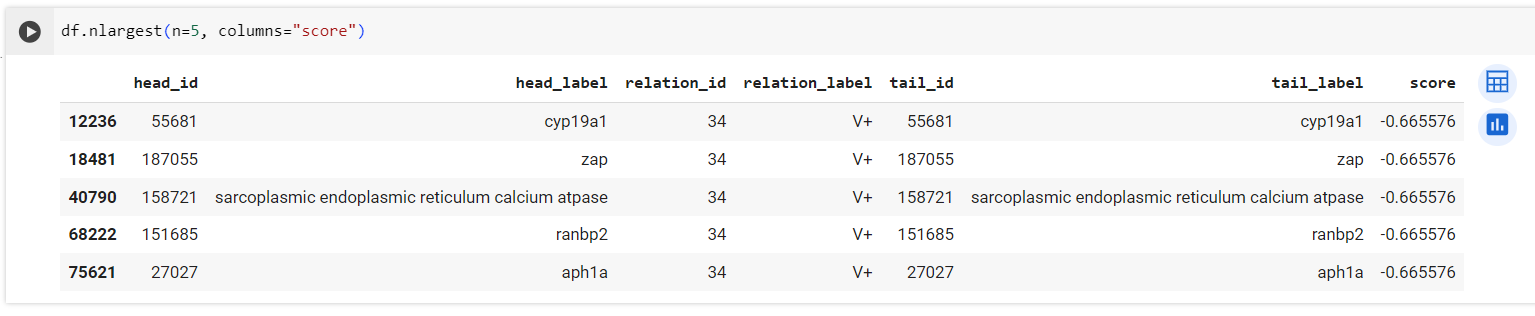 df.nlargest(n=5, columns="score")
head_id head_label relation_id relation_label tail_id tail_label score
12236 55681 cyp19a1 34 V+ 55681 cyp19a1 -0.665576
18481 187055 zap 34 V+ 187055 zap -0.665576
40790 158721 sarcoplasmic endoplasmic reticulum calcium atpase 34 V+ 158721 sarcoplasmic endoplasmic reticulum calcium atpase -0.665576
68222 151685 ranbp2 34 V+ 151685 ranbp2 -0.665576
75621 27027 aph1a 34 V+ 27027 aph1a -0.665576